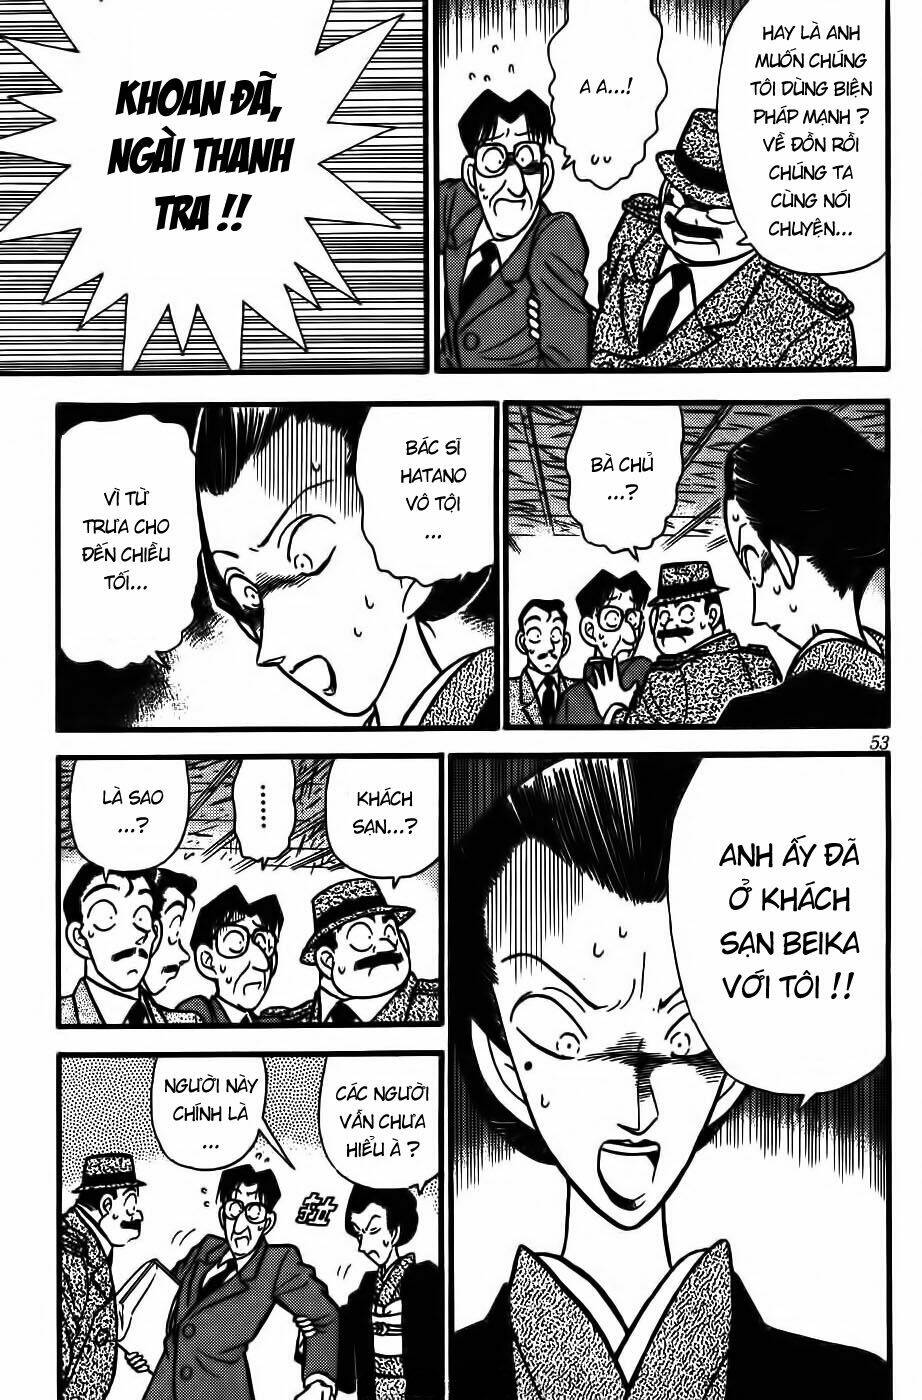 HAY LÀ ANH
MUỐN CHÚNG
TÔI DÙNG BIỆN
PHÁP MẠNH ?
VỀ ĐỒN RỒI
CHÚNG TA
CÙNG NÓI
CHUYỆN...
A A...!
KHOAN ĐÃ,
NGÀI THANH
TRA !!
BÀ CHỦ
...?
BÁC SĨ
HATANO
VÔ TỘI
...
VÌ TỪ
TRƯA CHO
ĐẾN CHIỀU
TỐI...
53
ANH ẤY ĐÃ
Ở KHÁCH
SẠN BEIKA
VỚI TÔI !!
KHÁCH
SẠN...?
......
LÀ SAO
...?
CÁC NGƯỜI
VẪN CHƯA
HIỂU À ?
NGƯỜI NÀY
CHÍNH LÀ
...